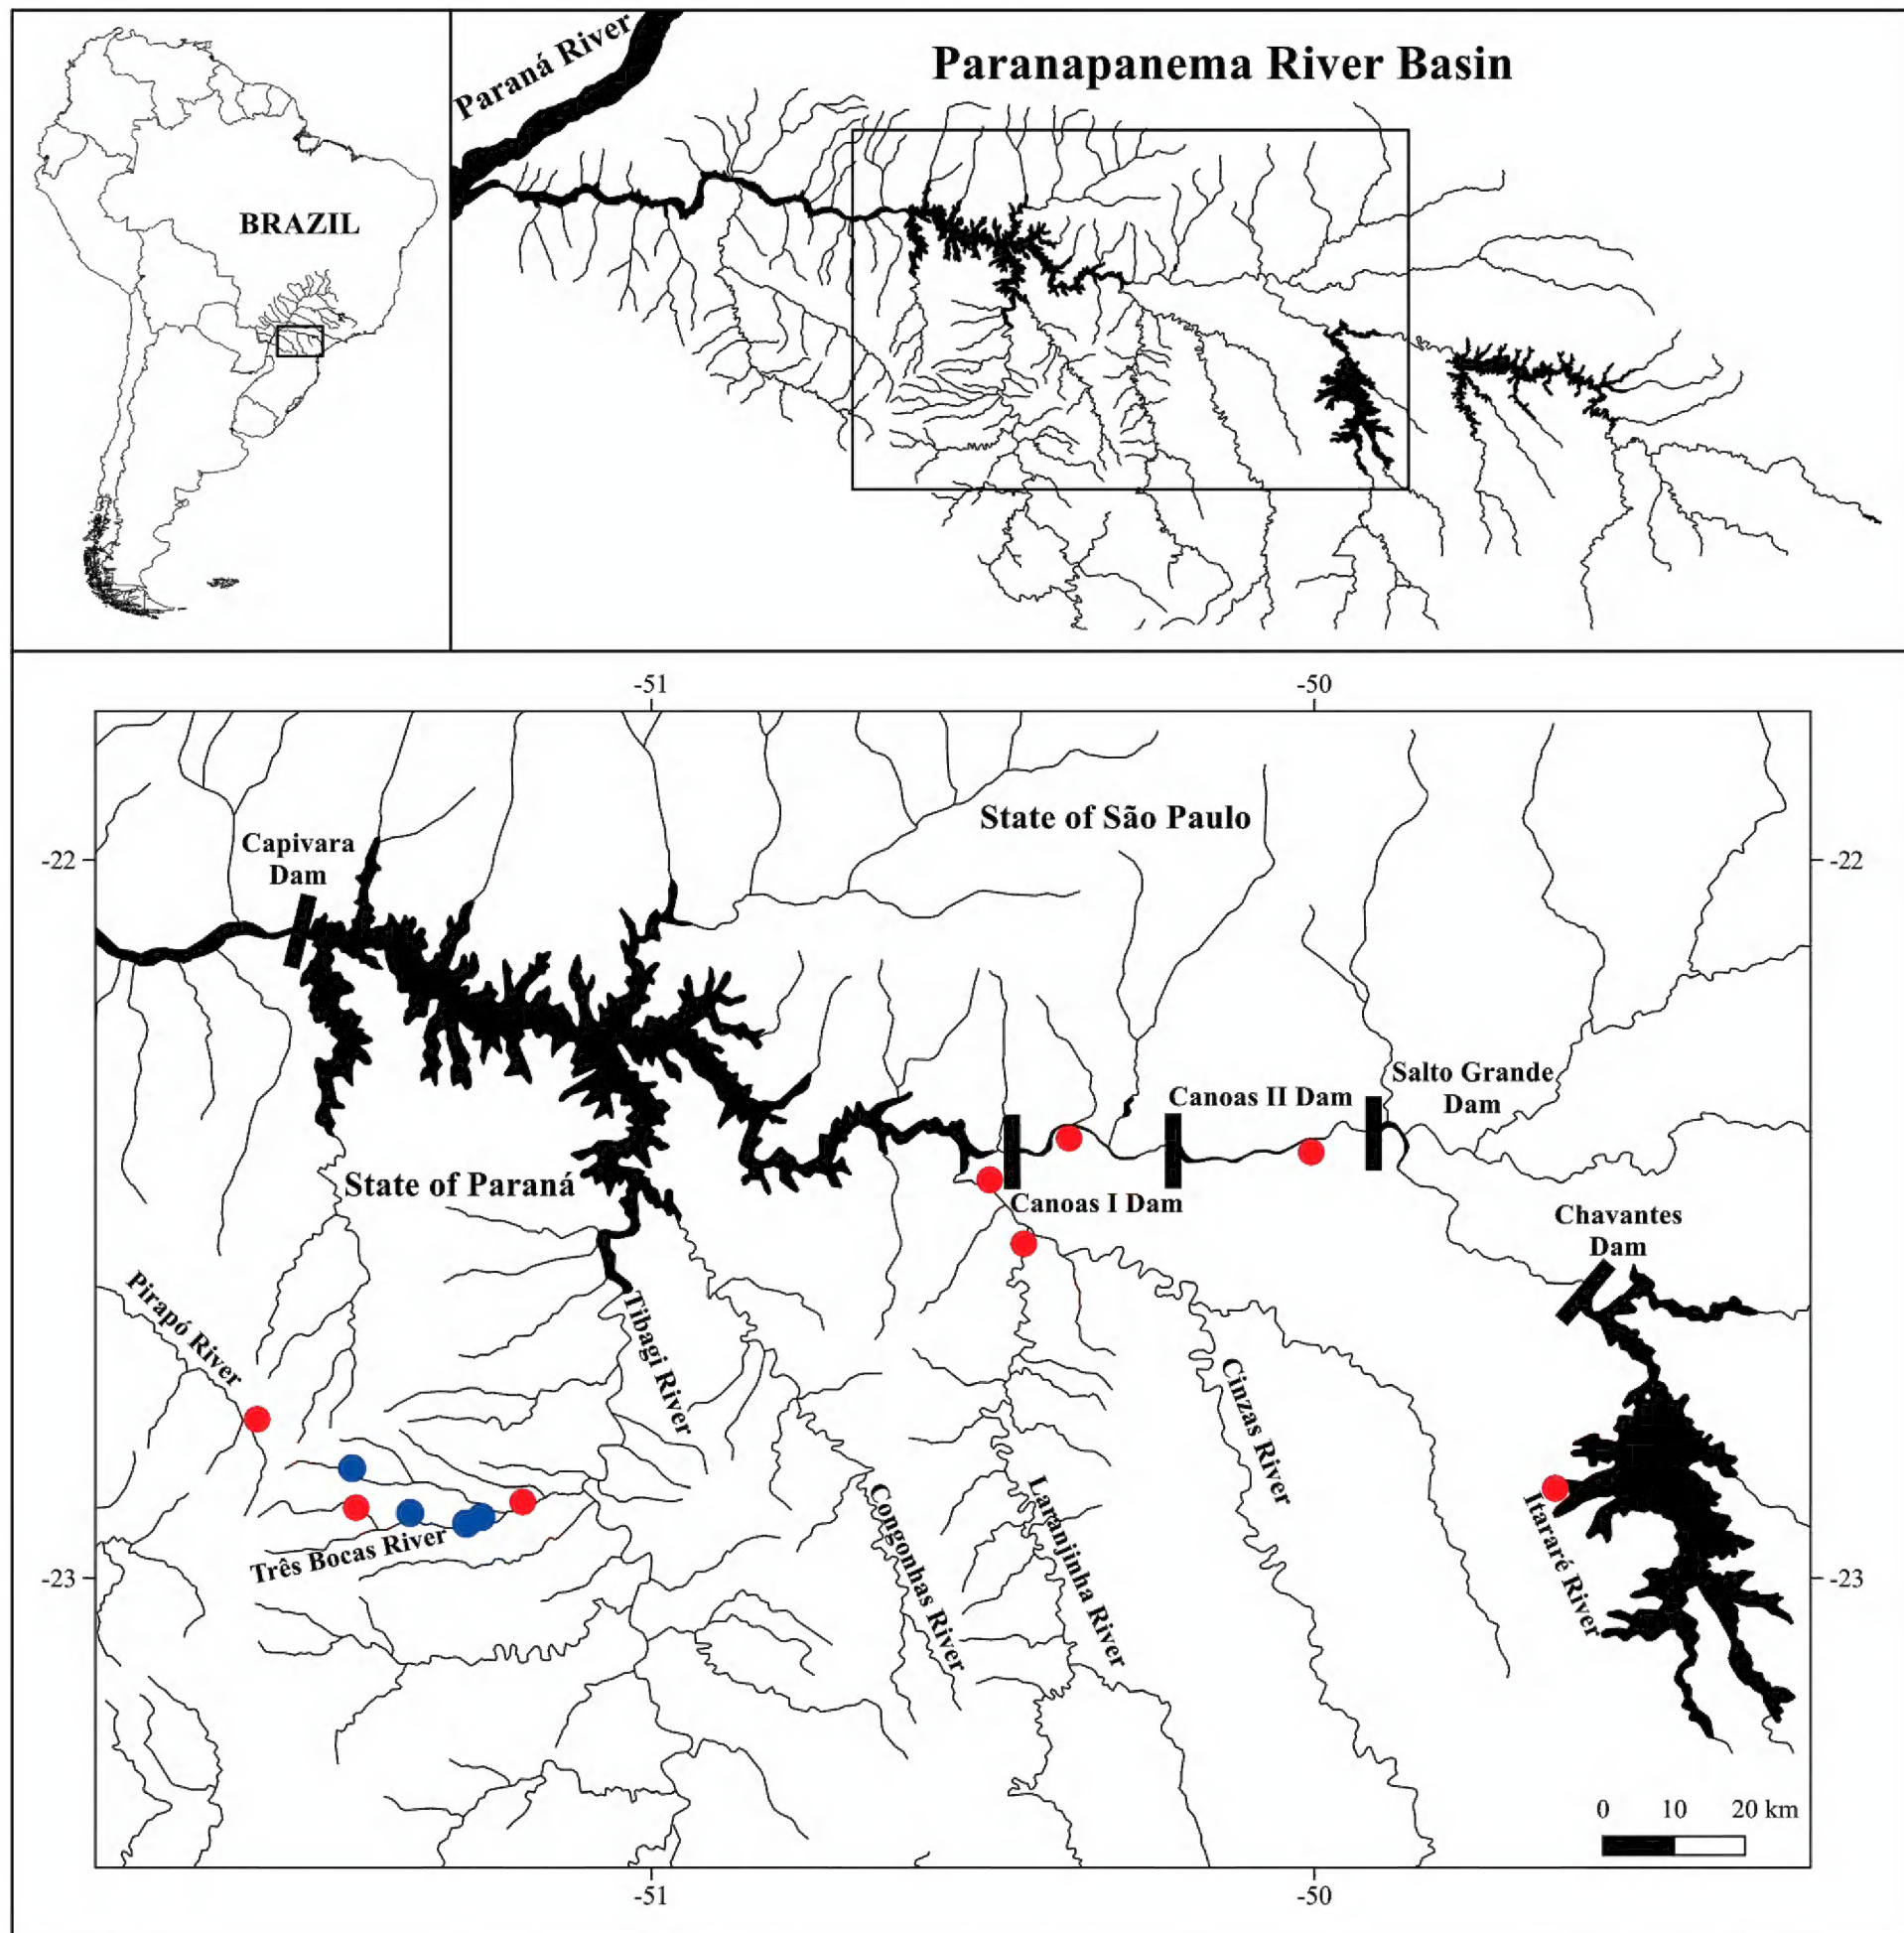 Paraná River
Paranapanema River Basin
BRAZIL
-51
-50
State of São Paulo
Capivara
Dam
-22
-22
Salto Grande
Dam
Canoas II Dam
State of Paraná
Canoas I Dam
Chavantes
Dam
Pirapó River
Tibagi River
Cinzas River
Congonhas River
Laranjinha River
Itararé River
Três Bocas River
-23
-23
0 10 20 km
-51
-50